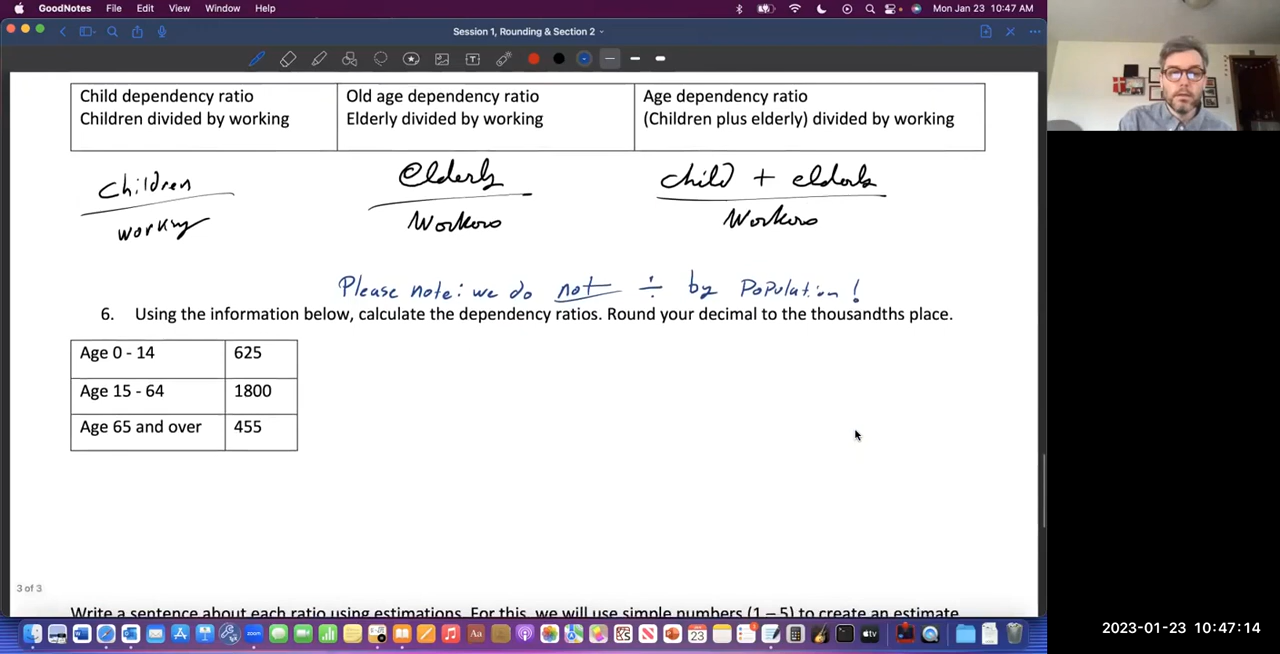 GoodNotes File Edit View Window Help
Mon Jan 23 10:47 AM
Session 1, Rounding & Section 2
Child dependency ratio
Children divided by working
Old age dependency ratio
Elderly divided by working
Age dependency ratio
(Children plus elderly) divided by working
Children
working
Elderly
Workers
child + elderly
Workers
Please note: we do not ÷ by Population!
6. Using the information below, calculate the dependency ratios. Round your decimal to the thousandths place.
Age 0 - 14 625
Age 15 - 64 1800
Age 65 and over 455
3 of 3
Write a sentence about each ratio using estimations. For this, we will use simple numbers (1 – 5) to create an estimate
2023-01-23 10:47:14